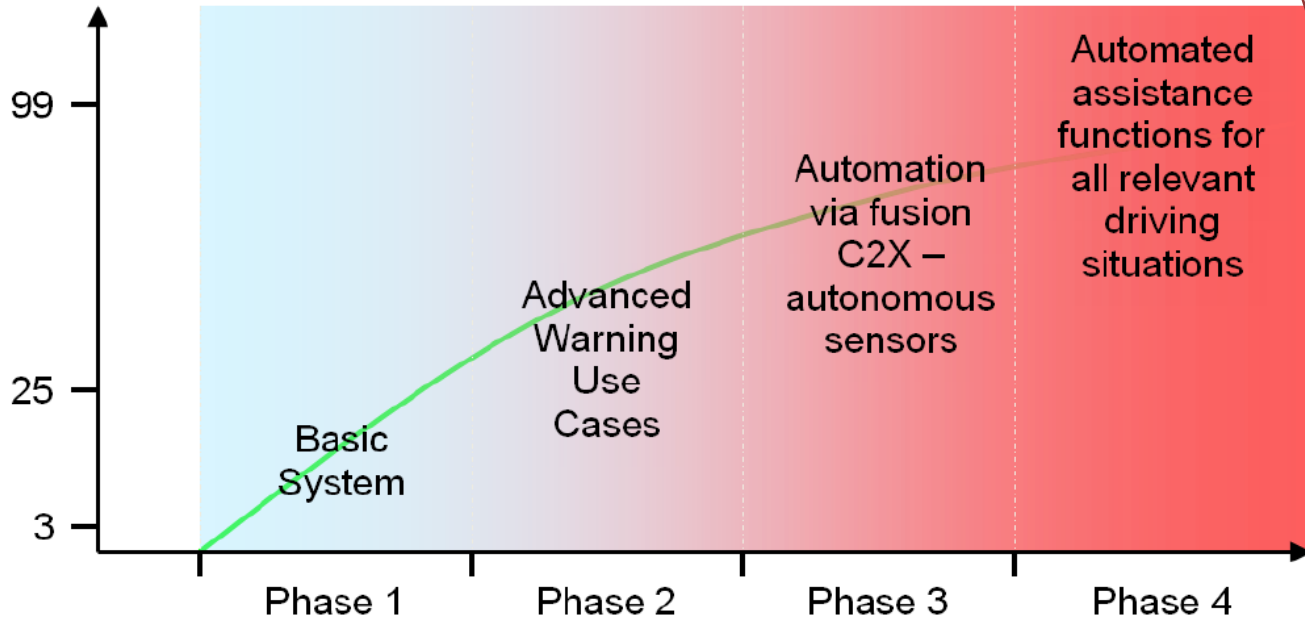 99
25
3
Basic
System
Advanced
Warning
Use
Cases
Automation
via fusion
C2X –
autonomous
sensors
Automated
assistance
functions for
all relevant
driving
situations
Phase 1
Phase 2
Phase 3
Phase 4